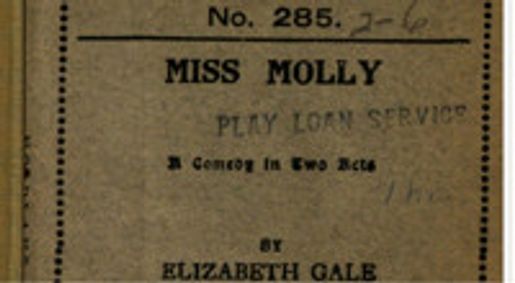 No. 285. 2-6
MISS MOLLY
PLAY LOAN SERVICE
A Comedy in Two Acts
BY
ELIZABETH GALE